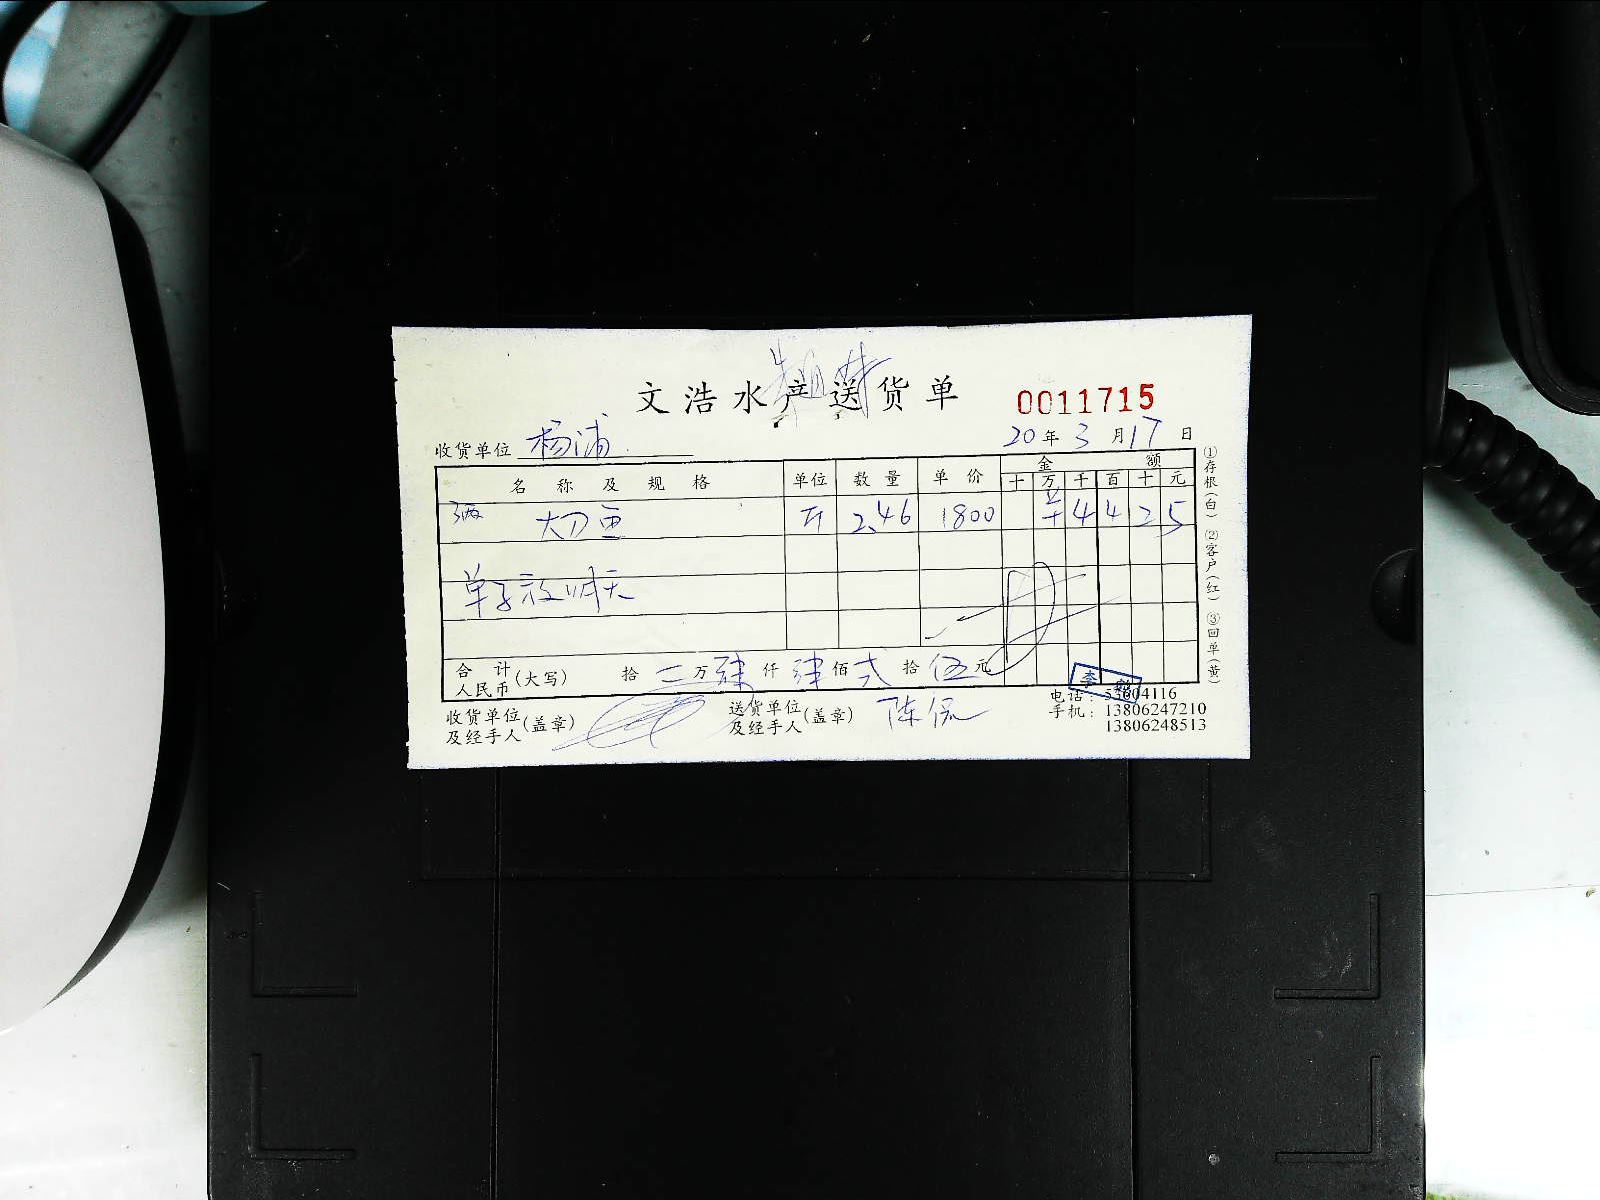 文浩水产送货单
0011715
收货单位 杨浦
20年3月17日
名称及规格 单位 数量 单价 金额
十 万 千 百 十 元
3两 大刀鱼 斤 2.46 1800 ¥ 4 4 2 5
单子
合计人民币(大写) 拾 万 肆 仟 肆 佰 贰 拾 伍 元
收货单位及经手人(盖章)
送货单位及经手人(盖章) 陈侃
电话:
手机:13806247210
13806248513
①存根(白) ②客户(红) ③回单(黄)